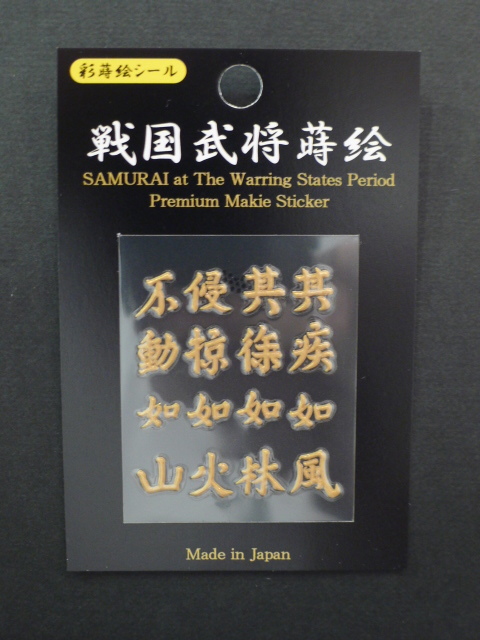 彩蒔絵シール
戦国武将蒔絵
SAMURAI at The Warring States Period
Premium Makie Sticker
其疾如風
其徐如林
侵掠如火
不動如山
Made in Japan